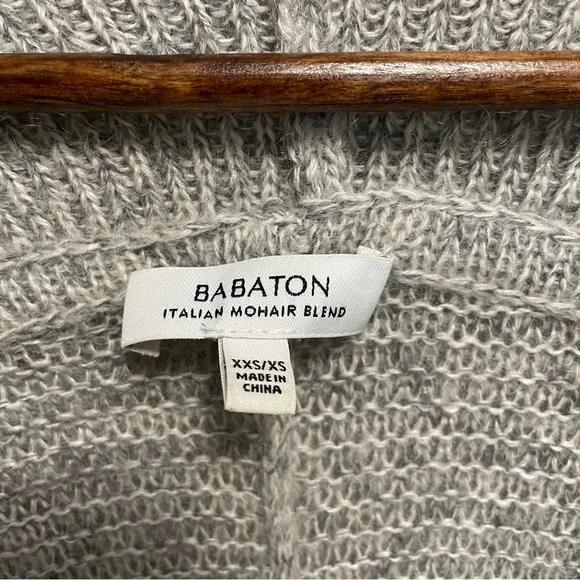 BABATON
ITALIAN MOHAIR BLEND
XXS/XS
MADE IN
CHINA